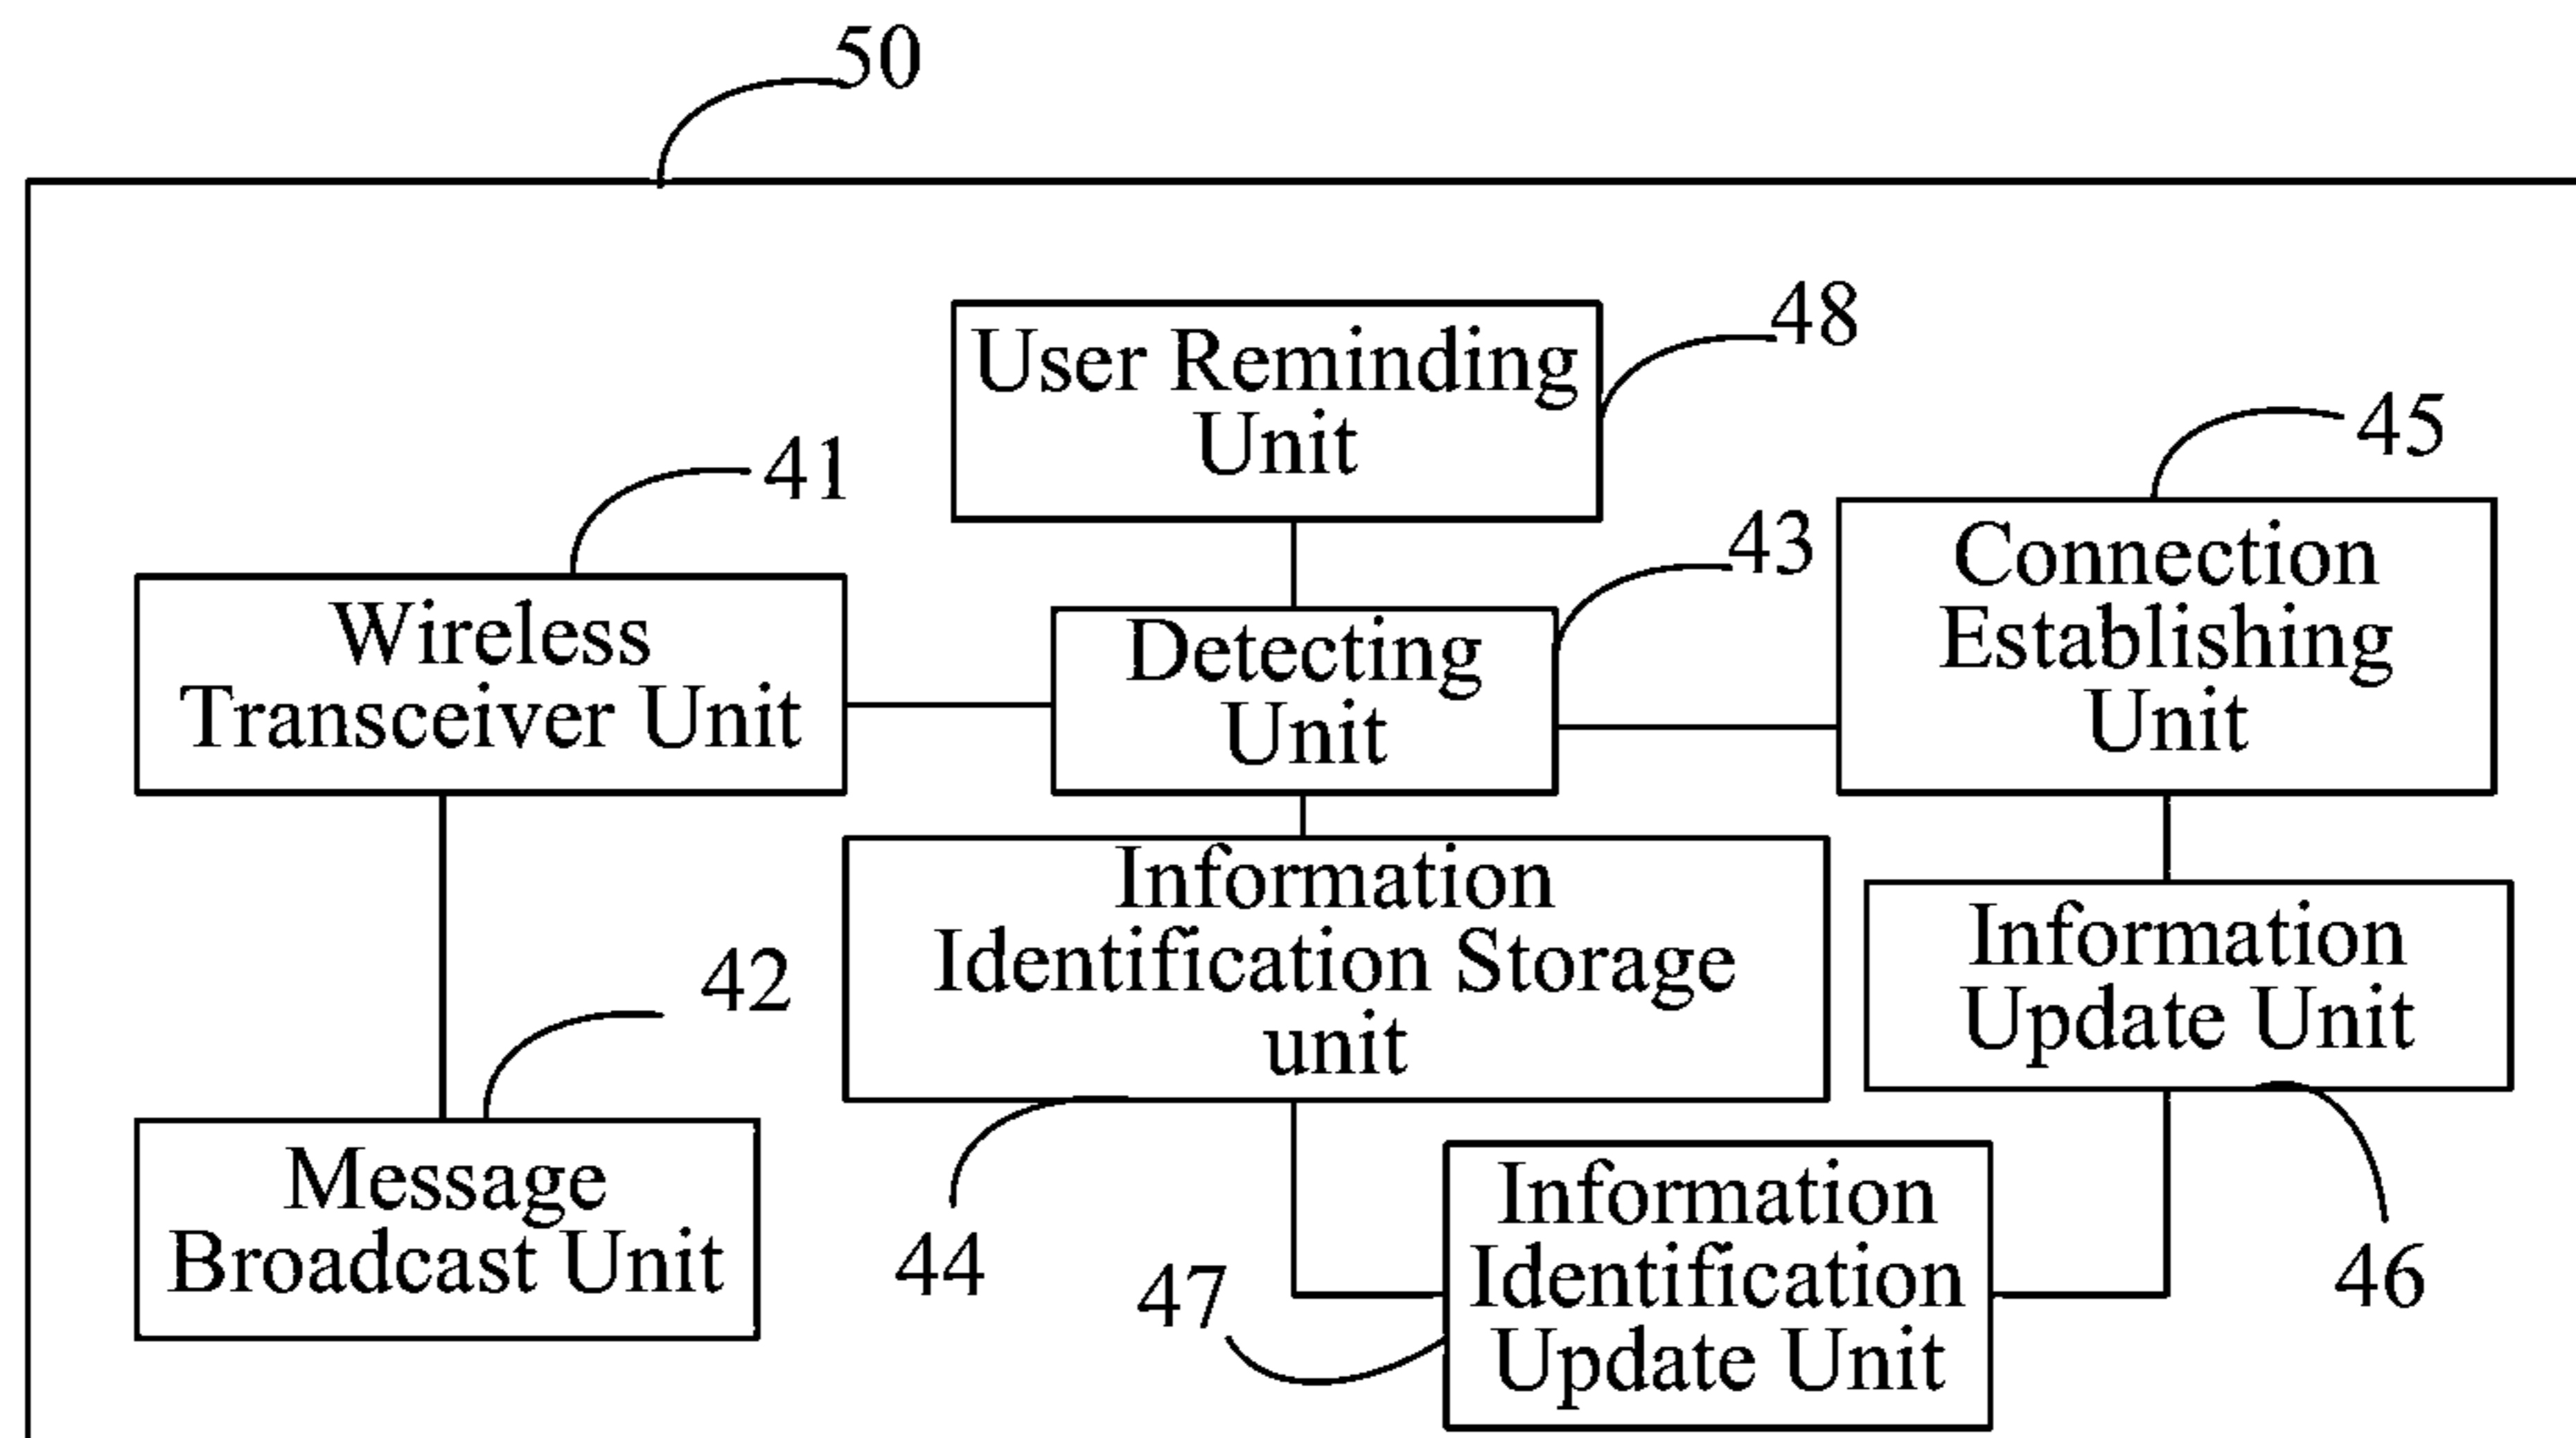 50
User Reminding
Unit
48
41
Wireless
Transceiver Unit
43
Detecting
Unit
45
Connection
Establishing
Unit
Information
Identification Storage
unit
44
Information
Update Unit
46
42
Message
Broadcast Unit
47
Information
Identification
Update Unit